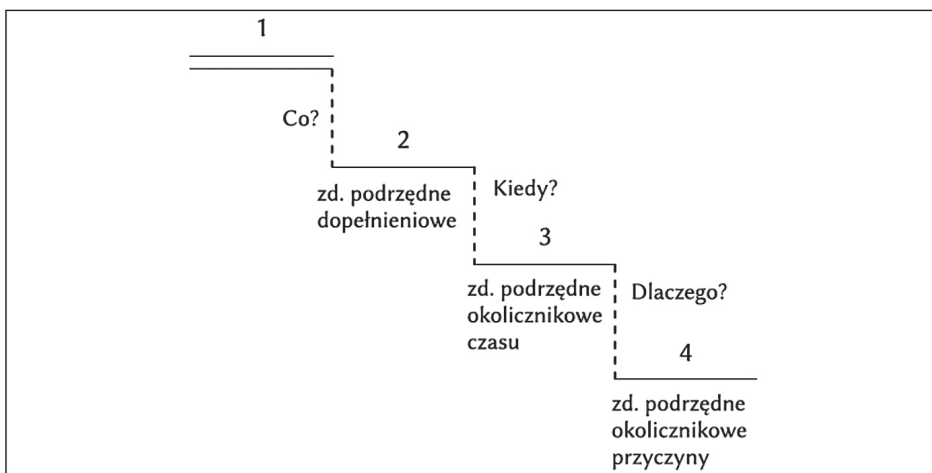 1
Co?
2
zd. podrzędne
dopełnieniowe
Kiedy?
3
zd. podrzędne
okolicznikowe
czasu
Dlaczego?
4
zd. podrzędne
okolicznikowe
przyczyny